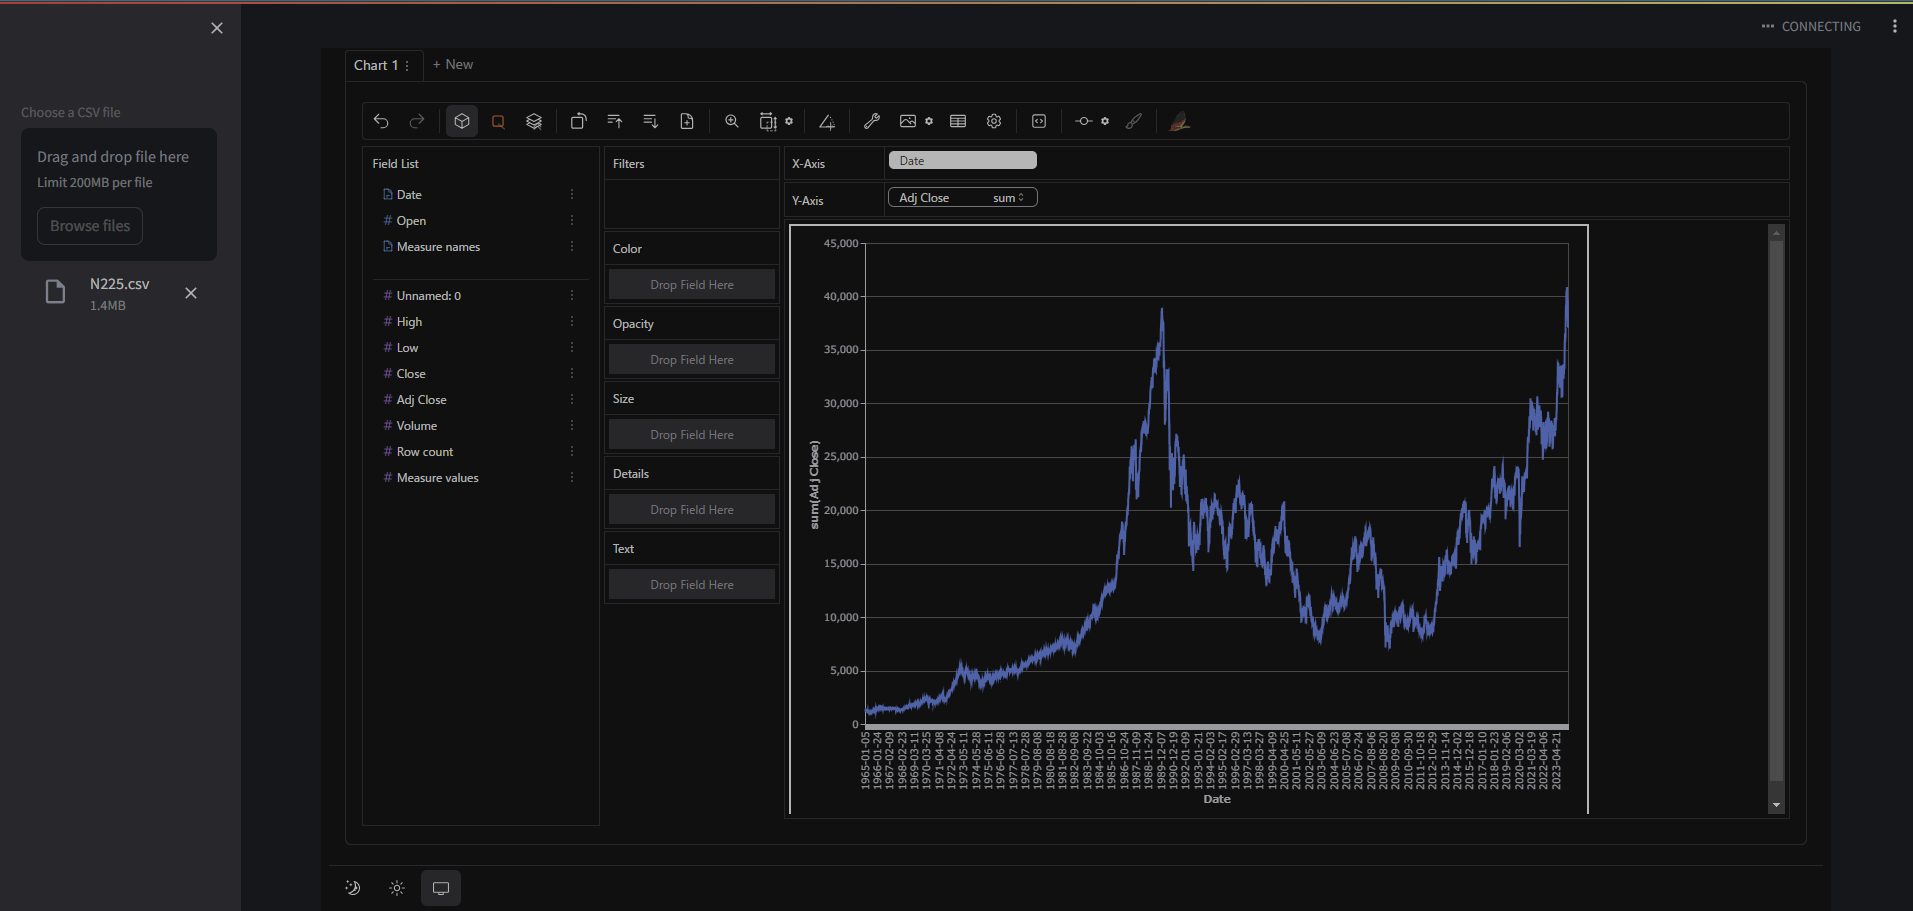 CONNECTING
Choose a CSV file
Drag and drop file here
Limit 200MB per file
Browse files
N225.csv
1.4MB
Chart 1
+ New
Field List
Date
Open
Measure names
Unnamed: 0
High
Low
Close
Adj Close
Volume
Row count
Measure values
Filters
Color
Drop Field Here
Opacity
Drop Field Here
Size
Drop Field Here
Details
Drop Field Here
Text
Drop Field Here
X-Axis
Date
Y-Axis
Adj Close sum
45,000
40,000
35,000
30,000
25,000
20,000
15,000
10,000
5,000
0
sum(Adj Close)
1965-01-05
1966-01-24
1967-02-09
1968-02-23
1969-03-11
1970-03-25
1971-04-08
1972-04-24
1973-05-11
1974-05-28
1975-06-11
1976-06-28
1977-07-13
1978-07-28
1979-08-08
1980-08-18
1981-08-28
1982-09-08
1983-09-22
1984-10-03
1985-10-16
1986-10-24
1987-11-09
1988-11-24
1989-12-07
1990-12-19
1992-01-09
1993-01-21
1994-02-03
1995-02-17
1996-02-29
1997-03-13
1998-03-27
1999-04-09
2000-04-25
2001-05-11
2002-05-27
2003-06-09
2004-06-23
2005-07-08
2006-07-24
2007-08-06
2008-08-20
2009-09-08
2010-09-30
2011-10-18
2012-10-29
2013-11-14
2014-12-02
2015-12-18
2017-01-10
2018-01-23
2019-02-06
2020-03-02
2021-03-19
2022-04-06
2023-04-21
Date